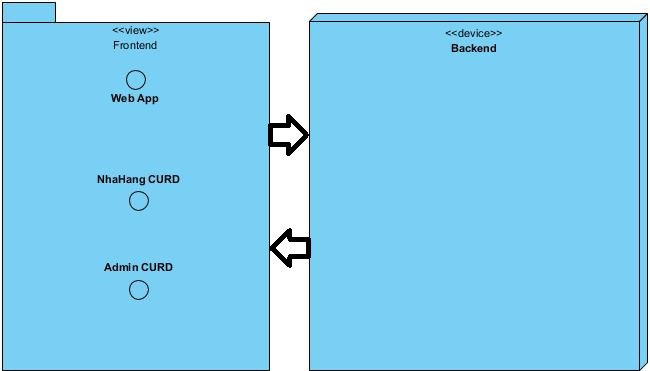 <<view>>
Frontend
Web App
NhaHang CURD
Admin CURD
<<device>>
Backend